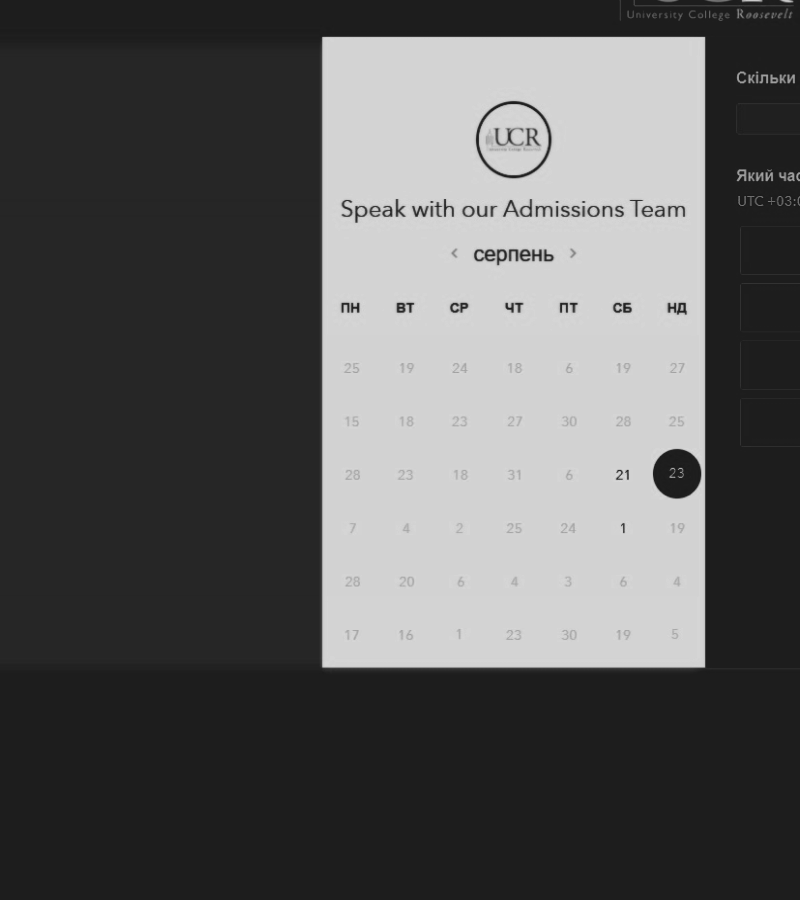 University College Roosevelt
UCR
Speak with our Admissions Team
‹ серпень ›
ПН ВТ СР ЧТ ПТ СБ НД
25 19 24 18 6 19 27
15 18 23 27 30 28 25
28 23 18 31 6 21 23
7 4 2 25 24 1 19
28 20 6 4 3 6 4
17 16 1 23 30 19 5
Скільки
Який час
UTC +03:0